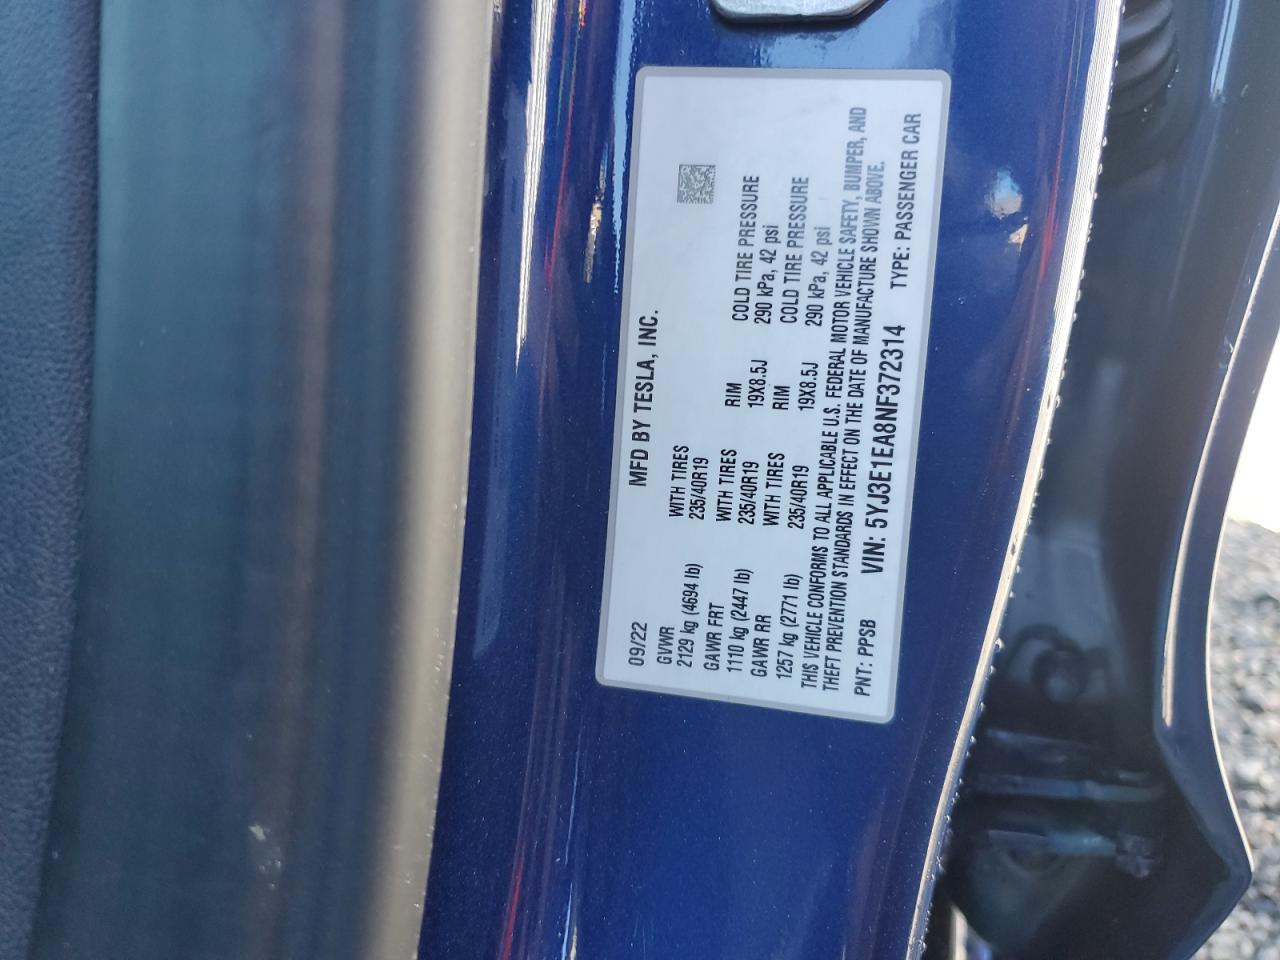 MFD BY TESLA, INC.
09/22
GVWR WITH TIRES
2129 kg (4694 lb) 235/40R19
GAWR FRT WITH TIRES RIM COLD TIRE PRESSURE
1110 kg (2447 lb) 235/40R19 19X8.5J 290 kPa, 42 psi
GAWR RR WITH TIRES RIM COLD TIRE PRESSURE
1257 kg (2771 lb) 235/40R19 19X8.5J 290 kPa, 42 psi
THIS VEHICLE CONFORMS TO ALL APPLICABLE U.S. FEDERAL MOTOR VEHICLE SAFETY, BUMPER, AND
THEFT PREVENTION STANDARDS IN EFFECT ON THE DATE OF MANUFACTURE SHOWN ABOVE.
PNT: PPSB VIN: 5YJ3E1EA8NF372314 TYPE: PASSENGER CAR